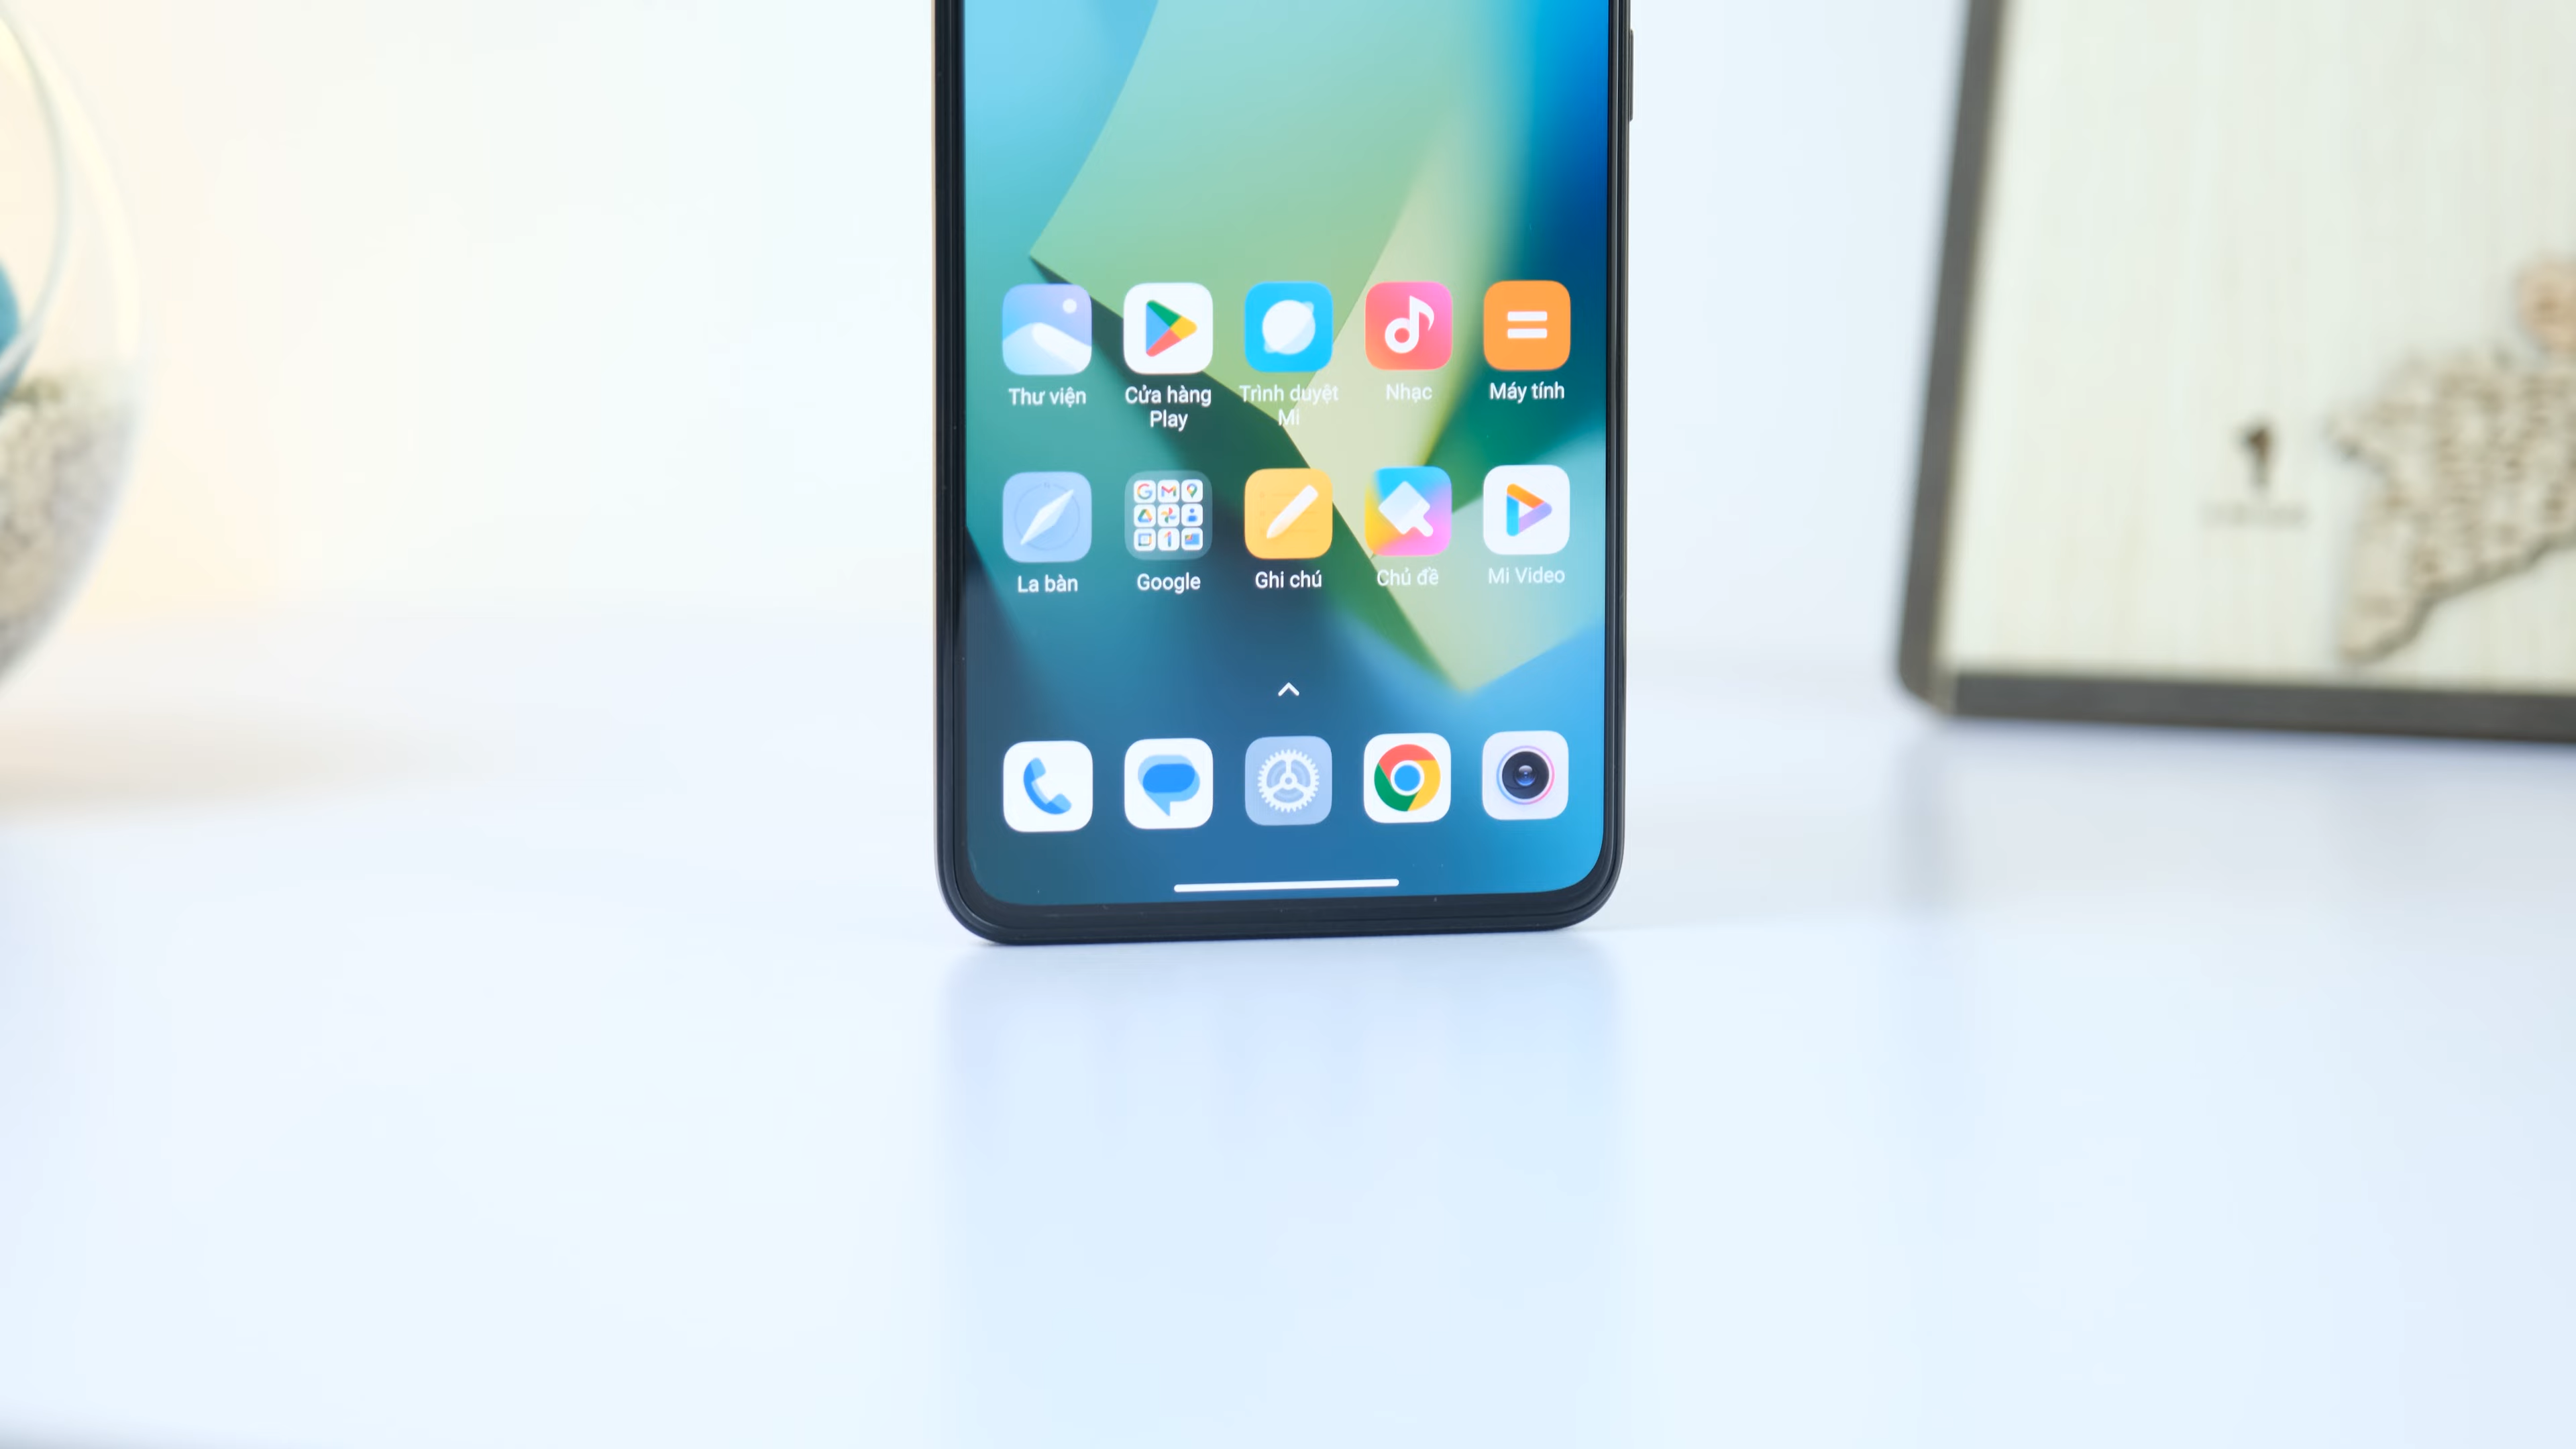 Thư viện
Cửa hàng
Play
Trình duyệt
Mi
Nhạc
Máy tính
La bàn
Google
Ghi chú
Chủ đề
Mi Video